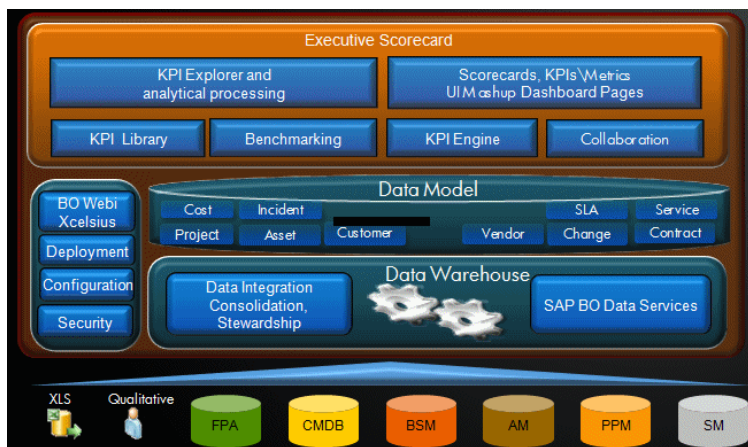 Executive Scorecard
KPI Explorer and
analytical processing
Scorecards, KPIs\Metrics
UI Mashup Dashboard Pages
KPI Library
Benchmarking
KPI Engine
Collaboration
BO Webi
Xcelsius
Deployment
Configuration
Security
Data Model
Cost
Incident
SLA
Service
Project
Asset
Customer
Vendor
Change
Contract
Data Warehouse
Data Integration
Consolidation,
Stewardship
SAP BO Data Services
XLS
Qualitative
FPA
CMDB
BSM
AM
PPM
SM